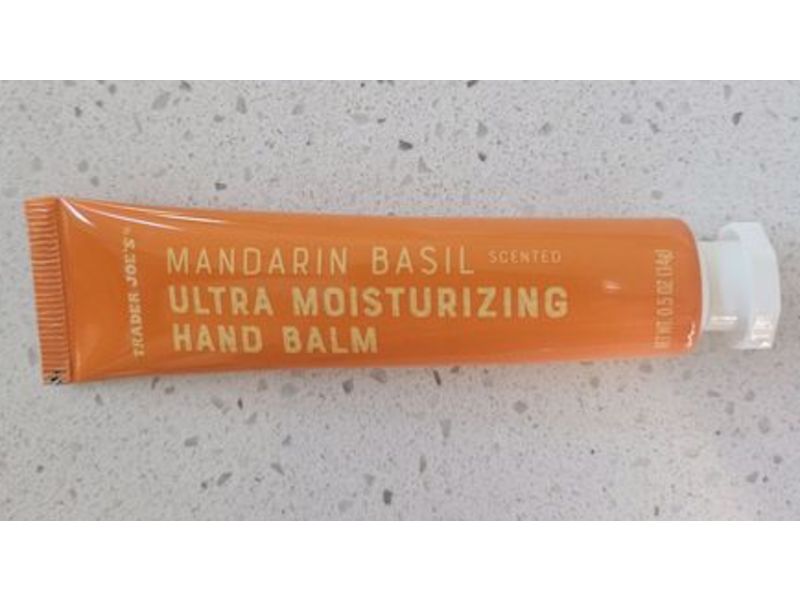 TRADER JOE'S®
MANDARIN BASIL SCENTED
ULTRA MOISTURIZING
HAND BALM
NET WT. 0.5 OZ (14g)